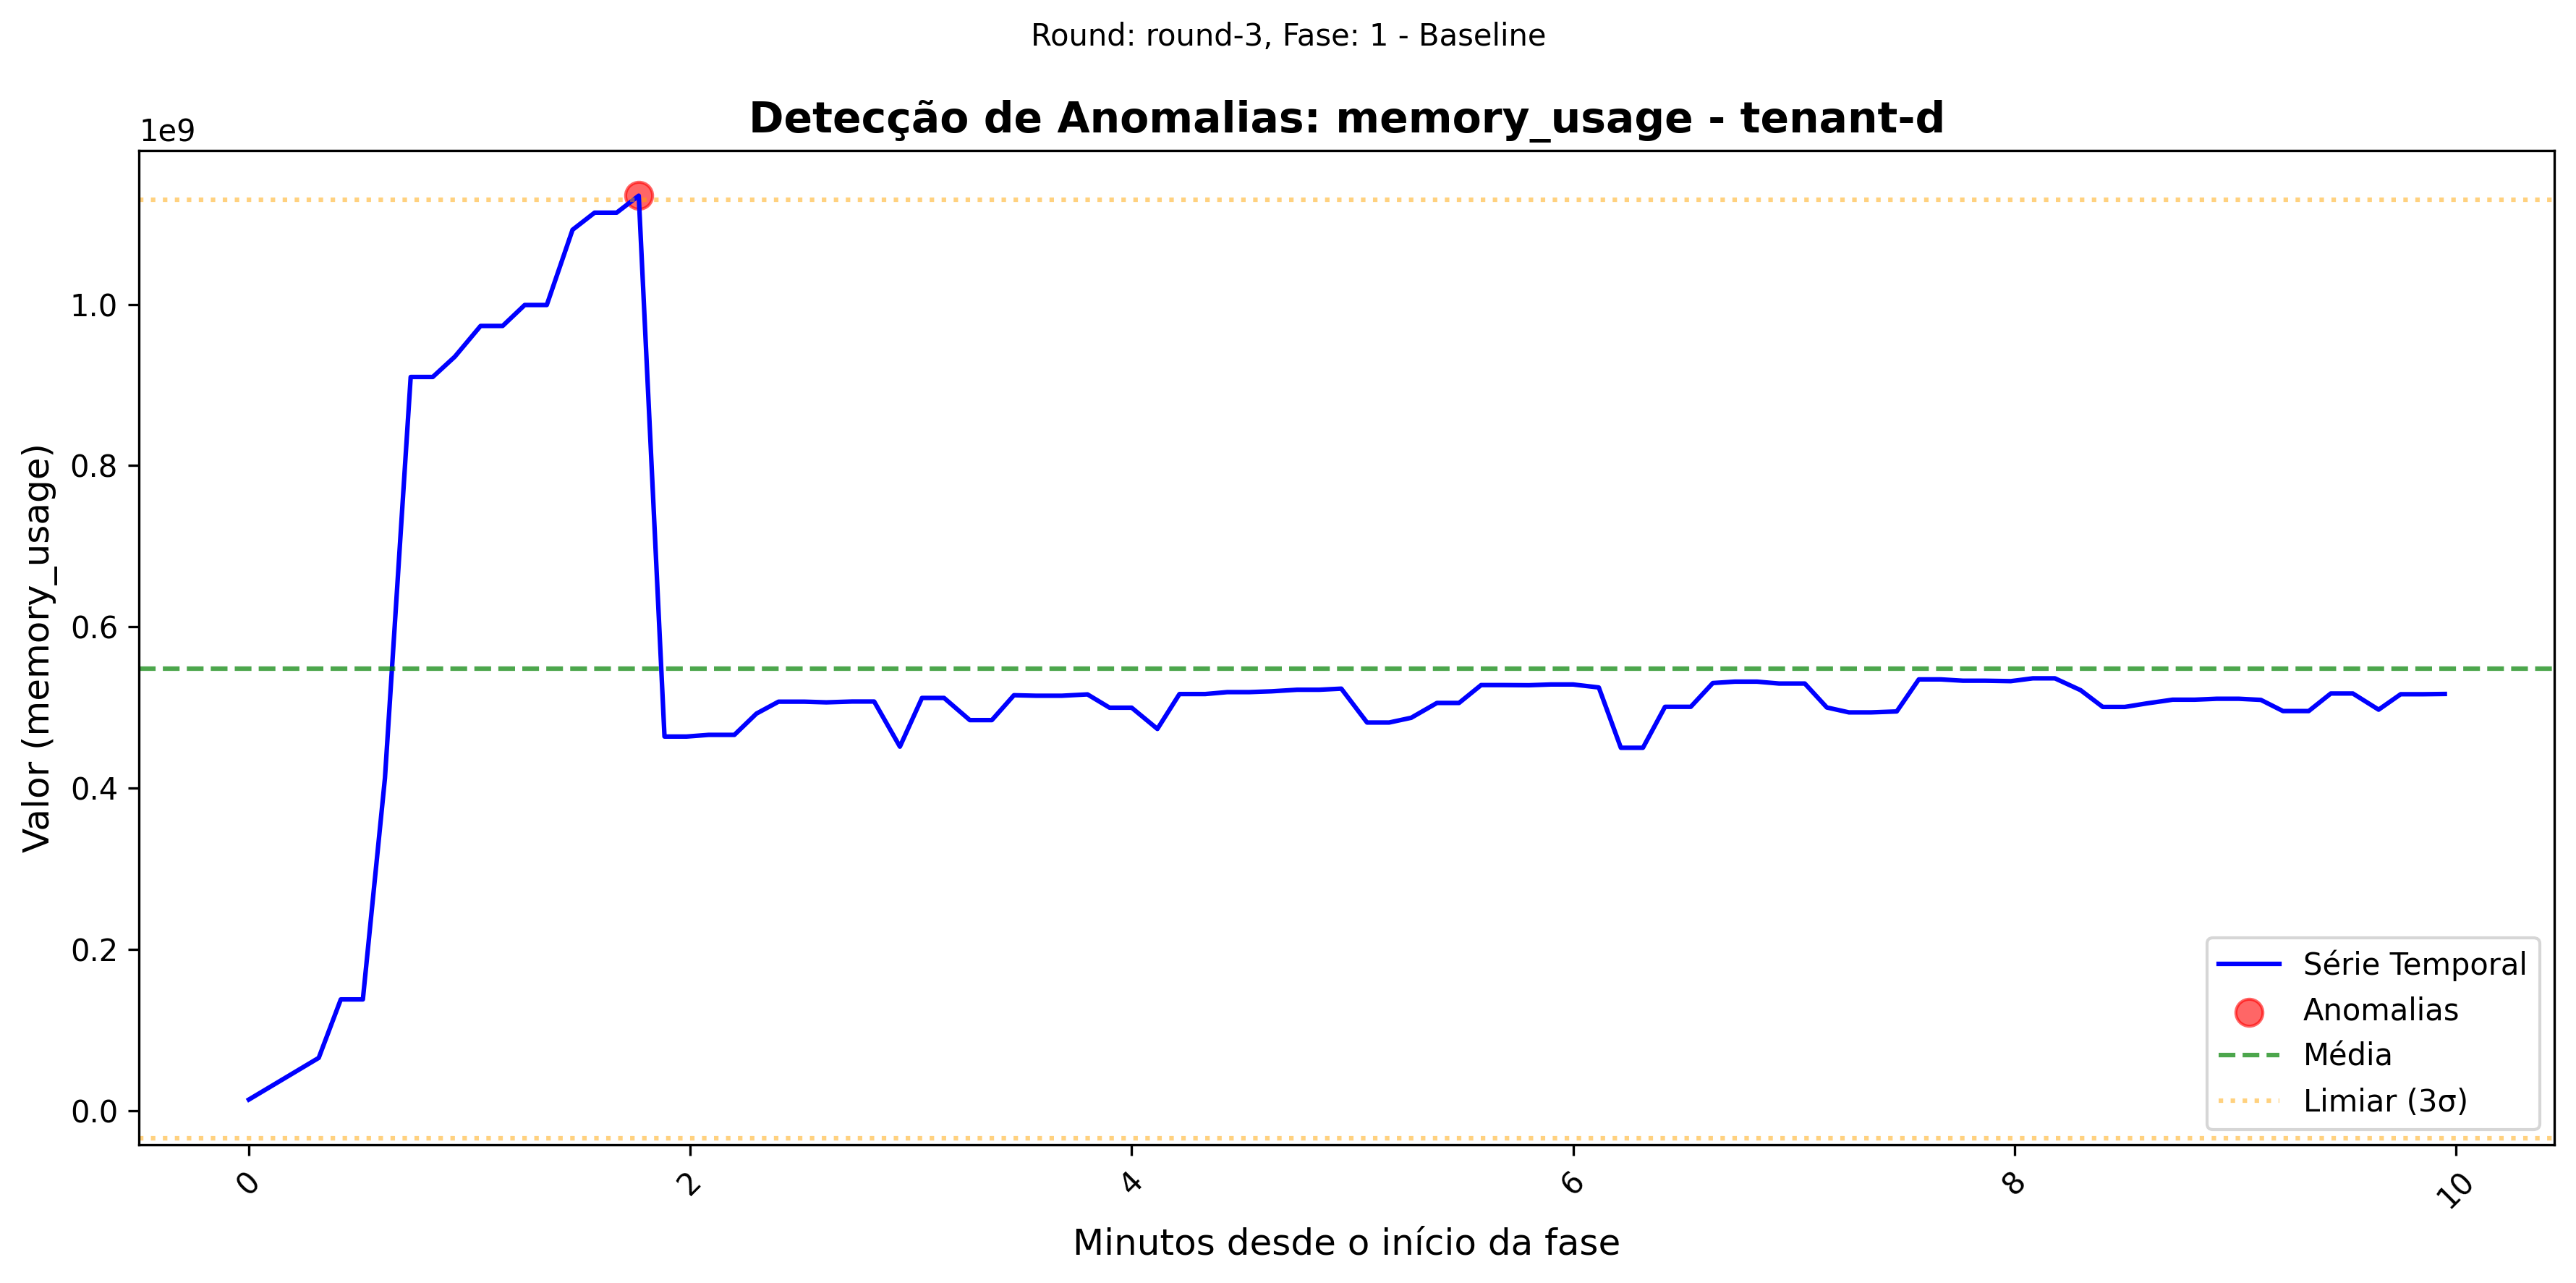 Round: round-3, Fase: 1 - Baseline
Detecção de Anomalias: memory_usage - tenant-d
1e9
1.0
0.8
0.6
0.4
0.2
0.0
Valor (memory_usage)
Série Temporal
Anomalias
Média
Limiar (3σ)
0
2
4
6
8
10
Minutos desde o início da fase